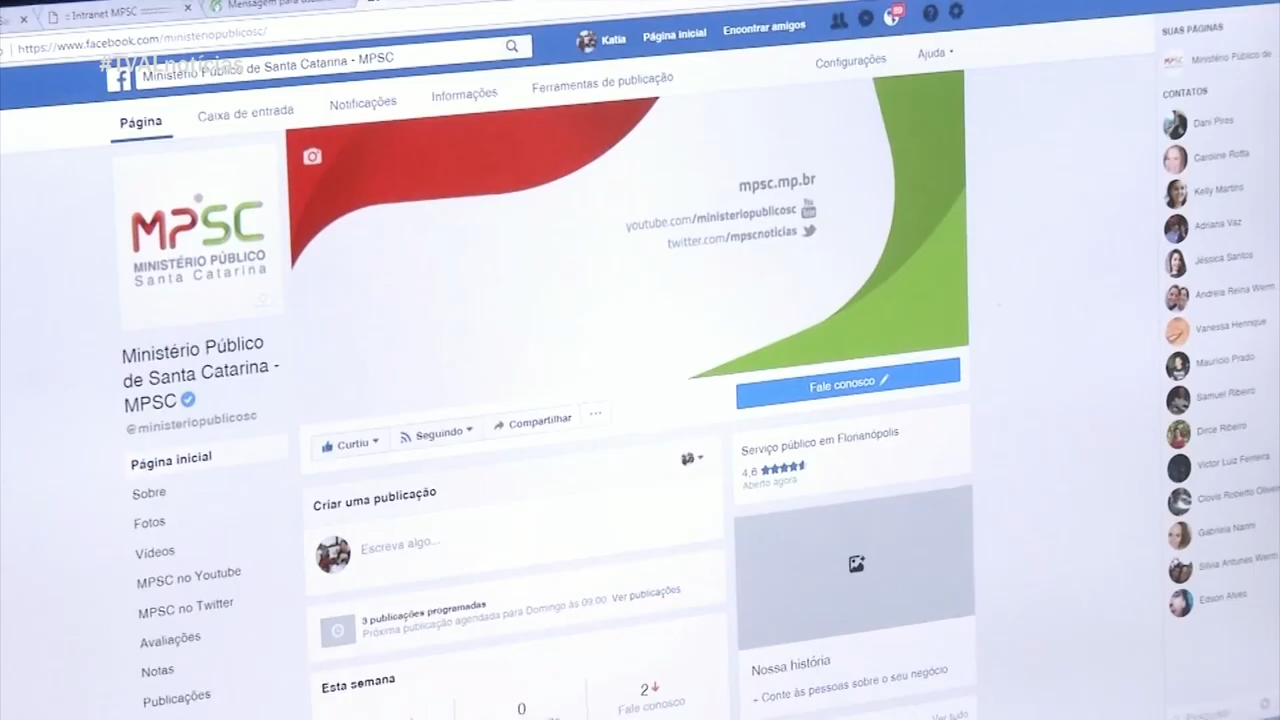 :: Intranet MPSC
https://www.facebook.com/ministeriopublicosc/
#TVALnotícias
Ministério Público de Santa Catarina - MPSC
Katia
Página inicial
Encontrar amigos
Página
Caixa de entrada
Notificações
Informações
Ferramentas de publicação
Configurações
Ajuda
mpsc.mp.br
youtube.com/ministeriopublicosc
twitter.com/mpscnoticias
MPSC
MINISTÉRIO PÚBLICO
Santa Catarina
Ministério Público
de Santa Catarina -
MPSC
@ministeriopublicosc
Página inicial
Sobre
Fotos
Vídeos
MPSC no Youtube
MPSC no Twitter
Avaliações
Notas
Publicações
Curtiu
Seguindo
Compartilhar
...
Fale conosco
Criar uma publicação
Escreva algo...
3 publicações programadas
Próxima publicação agendada para Domingo às 09:00. Ver publicações
Esta semana
0
2
Fale conosco
Serviço público em Florianópolis
4,6
Aberto agora
Nossa história
+ Conte às pessoas sobre o seu negócio
Ver tudo
SUAS PÁGINAS
MPSC
Ministério Público de
CONTATOS
Dani Pires
Caroline Rotta
Kelly Martins
Adriana Vaz
Jéssica Santos
Andreia Reina Werm
Vanessa Henrique
Mauricio Prado
Samuel Ribeiro
Dirce Ribeiro
Victor Luiz Ferreira
Clovis Roberto Olive
Gabriela Nanni
Silvia Antunes Werm
Edson Alves